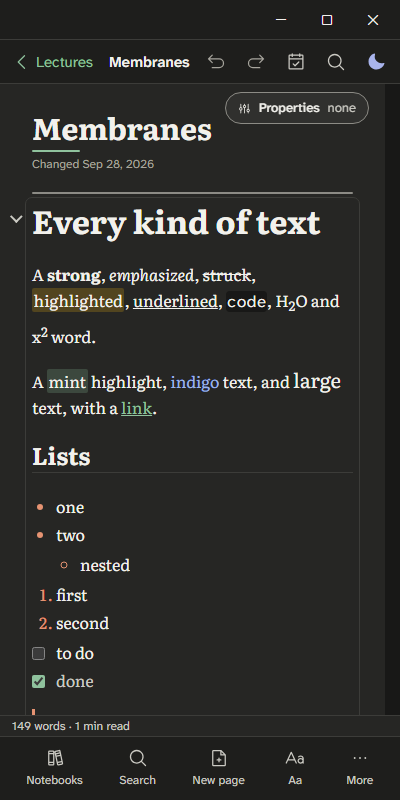 Lectures Membranes
Properties none
Membranes
Changed Sep 28, 2026
Every kind of text
A strong, emphasized, struck,
highlighted, underlined, code, H₂O and
x² word.
A mint highlight, indigo text, and large
text, with a link.
Lists
• one
• two
◦ nested
1. first
2. second
to do
done
149 words · 1 min read
Notebooks Search New page Aa Aa More